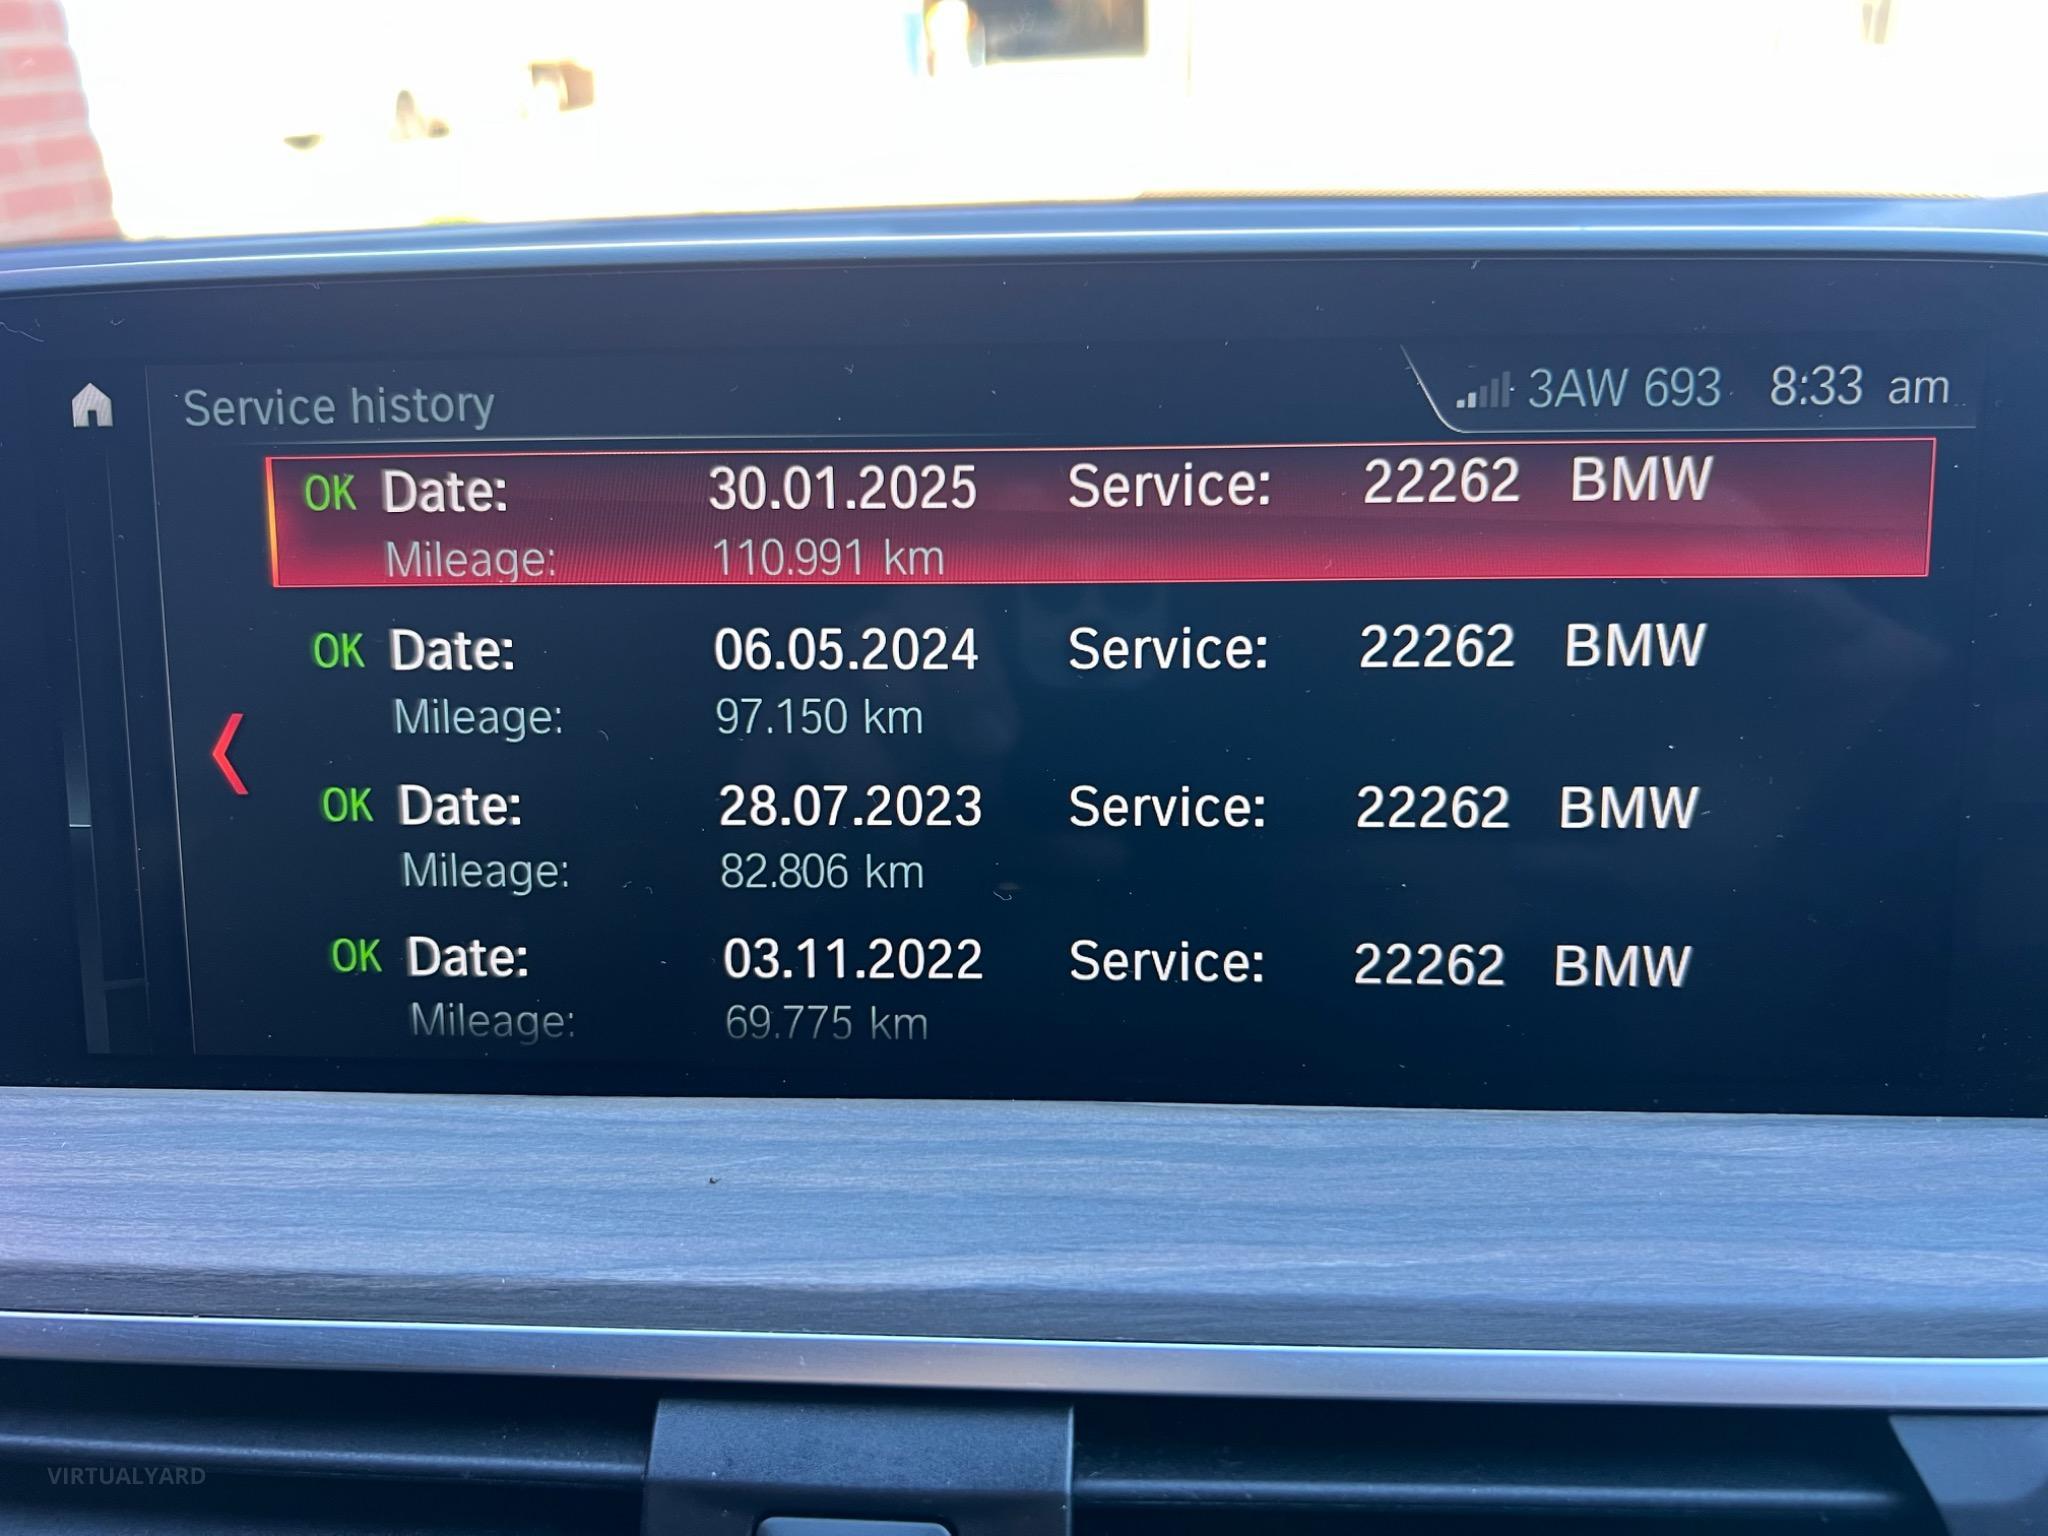 Service history 3AW 693 8:33 am
OK Date: 30.01.2025 Service: 22262 BMW
Mileage: 110.991 km
OK Date: 06.05.2024 Service: 22262 BMW
Mileage: 97.150 km
OK Date: 28.07.2023 Service: 22262 BMW
Mileage: 82.806 km
OK Date: 03.11.2022 Service: 22262 BMW
Mileage: 69.775 km
VIRTUALYARD